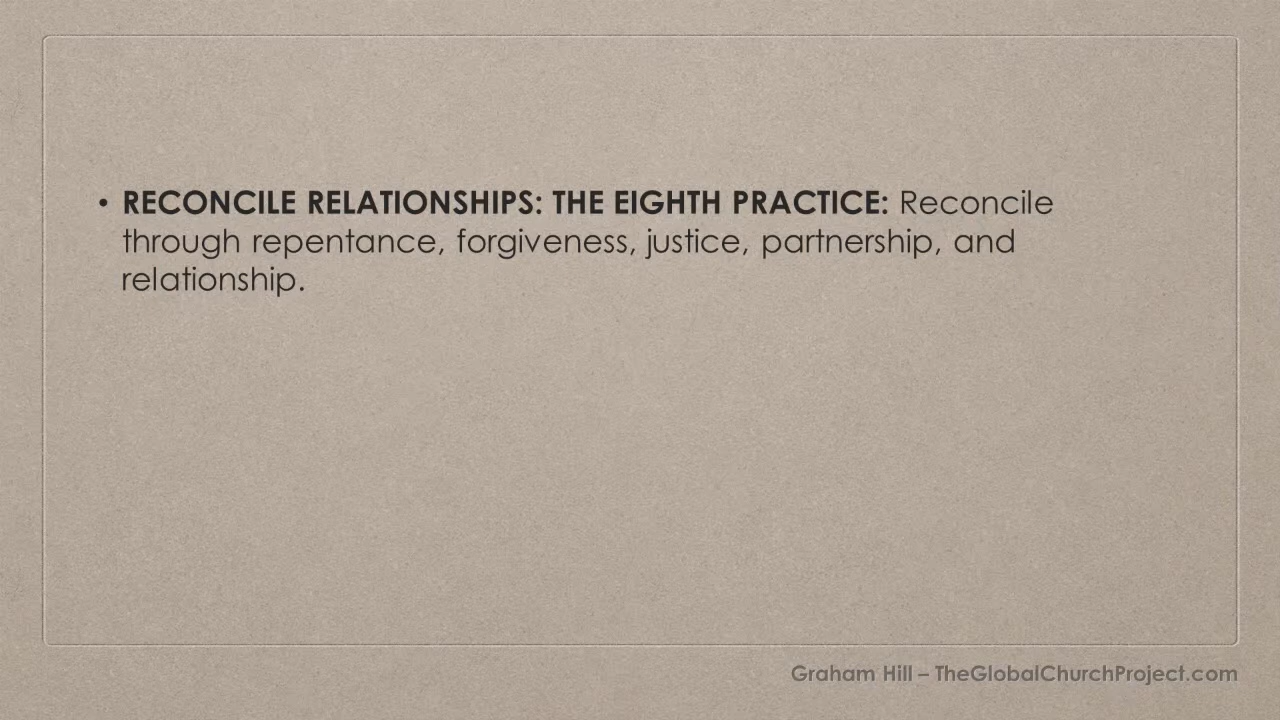 • RECONCILE RELATIONSHIPS: THE EIGHTH PRACTICE: Reconcile
through repentance, forgiveness, justice, partnership, and
relationship.
Graham Hill – TheGlobalChurchProject.com